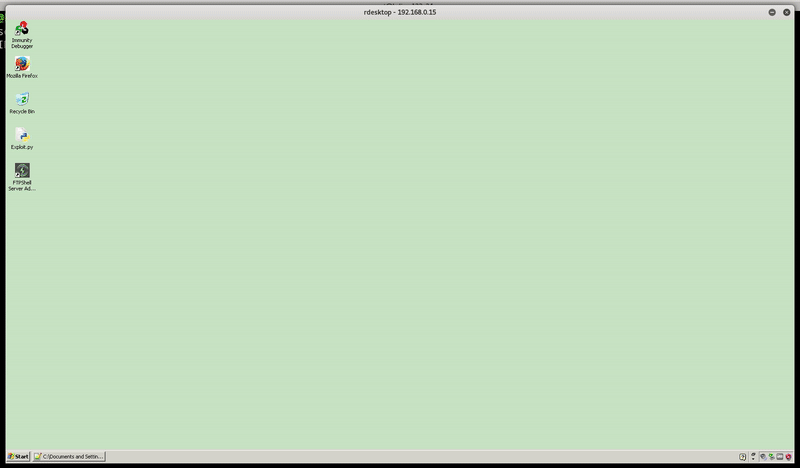 rdesktop - 192.168.0.15
Immunity
Debugger
Mozilla Firefox
Recycle Bin
Exploit.py
FTPShell
Server Ad...
Start
C:\Documents and Settin...